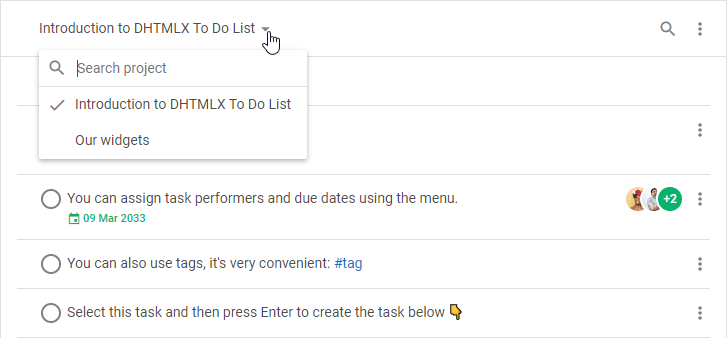 Introduction to DHTMLX To Do List
Search project
Introduction to DHTMLX To Do List
Our widgets
You can assign task performers and due dates using the menu.
+2
09 Mar 2033
You can also use tags, it's very convenient: #tag
Select this task and then press Enter to create the task below 👇